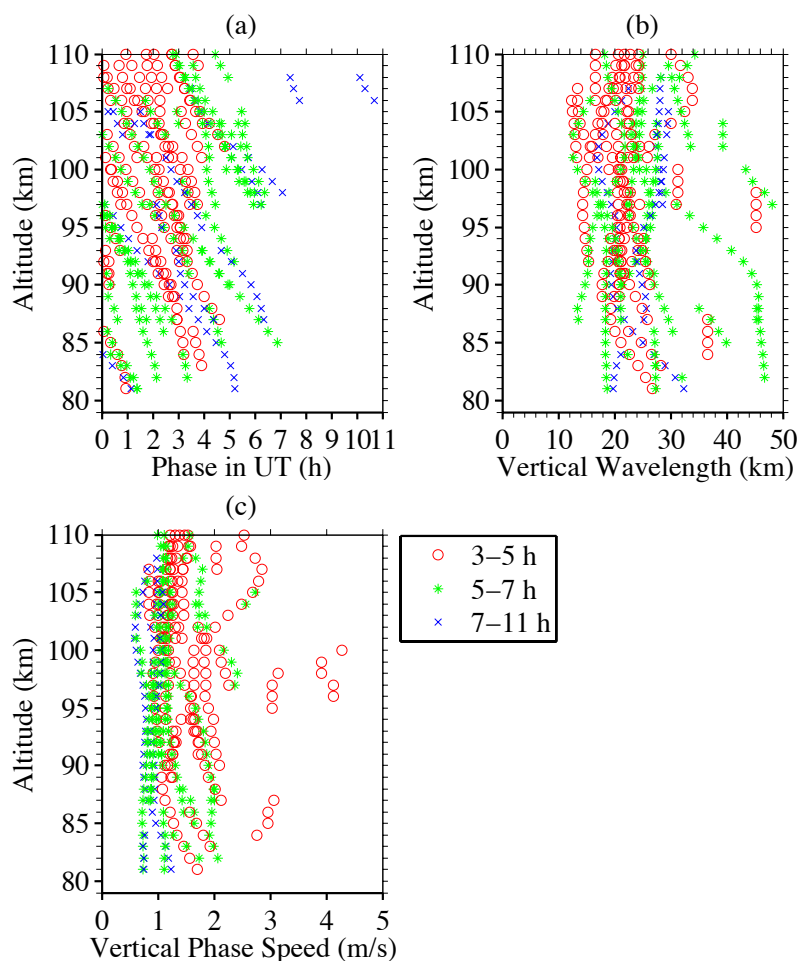 (a)
(b)
110
105
100
95
90
85
80
Altitude (km)
0 1 2 3 4 5 6 7 8 9 10 11
Phase in UT (h)
110
105
100
95
90
85
80
Altitude (km)
0 10 20 30 40 50
Vertical Wavelength (km)
(c)
110
105
100
95
90
85
80
Altitude (km)
0 1 2 3 4 5
Vertical Phase Speed (m/s)
3–5 h
5–7 h
7–11 h